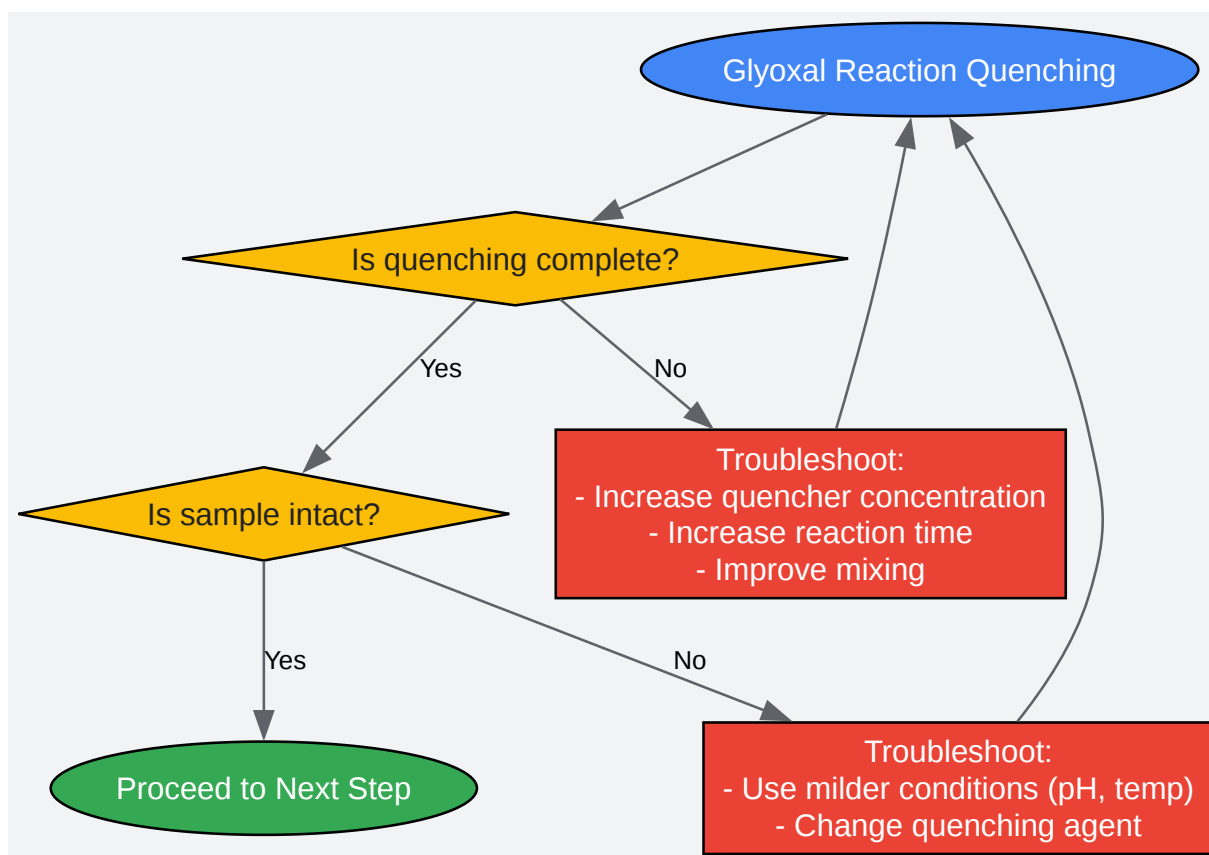 Glyoxal Reaction Quenching
Is quenching complete?
Yes
No
Troubleshoot:
- Increase quencher concentration
- Increase reaction time
- Improve mixing
Is sample intact?
Yes
No
Proceed to Next Step
Troubleshoot:
- Use milder conditions (pH, temp)
- Change quenching agent